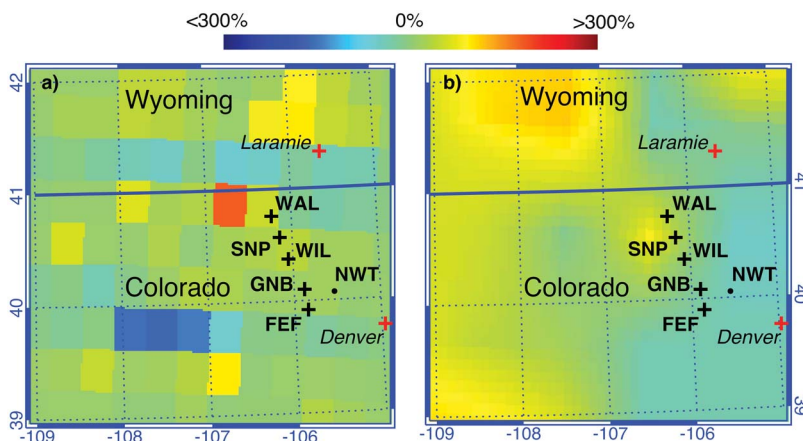 <300% 0% >300%
a)
Wyoming
Laramie
WAL
SNP WIL
GNB NWT
Colorado
FEF
Denver
42
41
40
39
-109 -108 -107 -106
b)
Wyoming
Laramie
WAL
SNP WIL
GNB NWT
Colorado
FEF
Denver
41
40
39
-109 -108 -107 -106